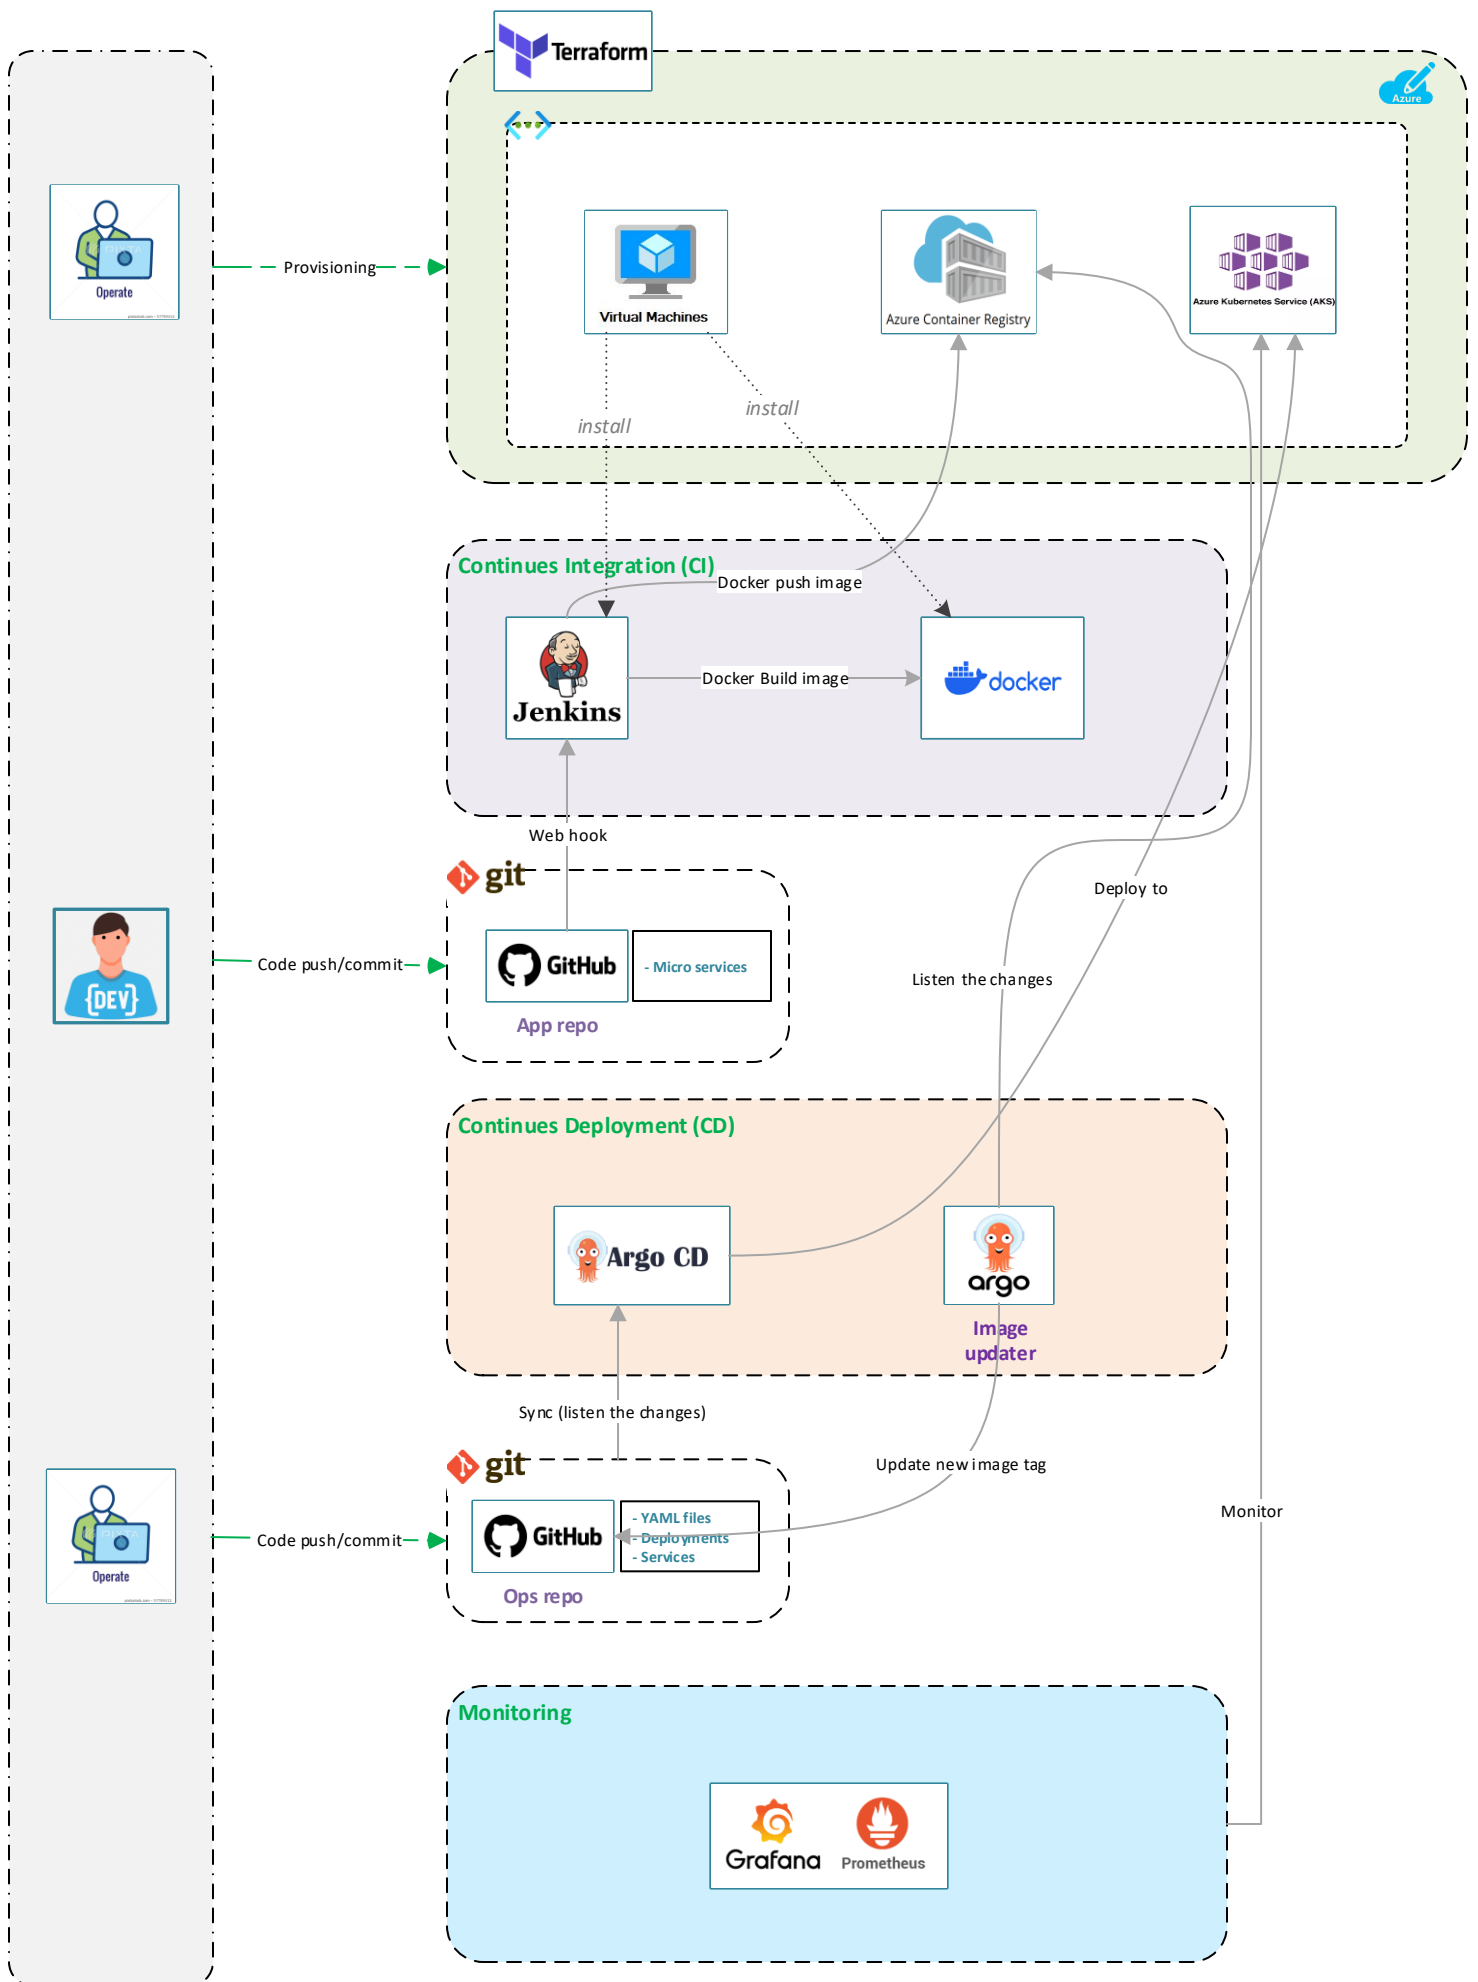 Terraform
Azure
Operate
Provisioning
Virtual Machines
Azure Container Registry
Azure Kubernetes Service (AKS)
install
install
Continues Integration (CI)
Docker push image
Jenkins
Docker Build image
docker
Web hook
git
{DEV}
Code push/commit
GitHub
- Micro services
App repo
Deploy to
Listen the changes
Continues Deployment (CD)
Argo CD
argo
Image
updater
Sync (listen the changes)
git
Update new image tag
Operate
Code push/commit
GitHub
- YAML files
- Deployments
- Services
Ops repo
Monitor
Monitoring
Grafana
Prometheus